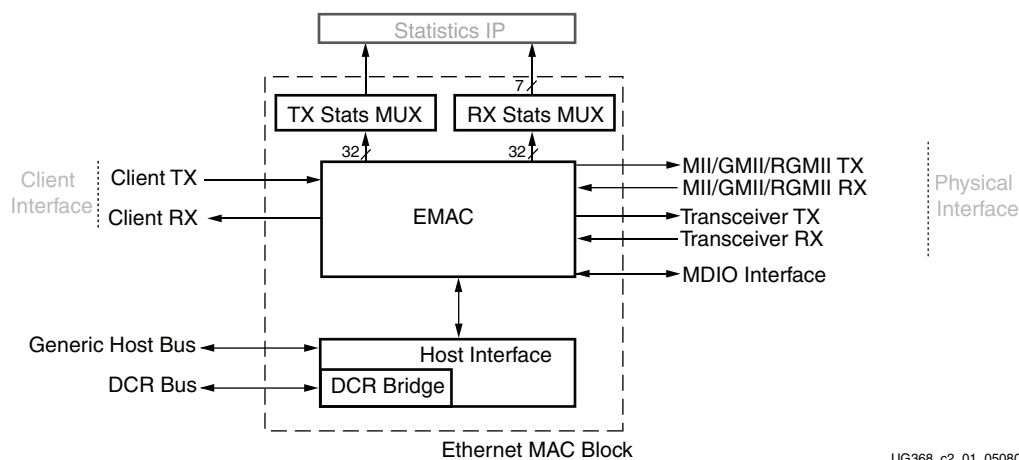 Statistics IP
7
TX Stats MUX
RX Stats MUX
32
32
Client Interface
Client TX
Client RX
EMAC
MII/GMII/RGMII TX
MII/GMII/RGMII RX
Transceiver TX
Transceiver RX
MDIO Interface
Physical Interface
Generic Host Bus
DCR Bus
Host Interface
DCR Bridge
Ethernet MAC Block
UG368_c2_01_05080